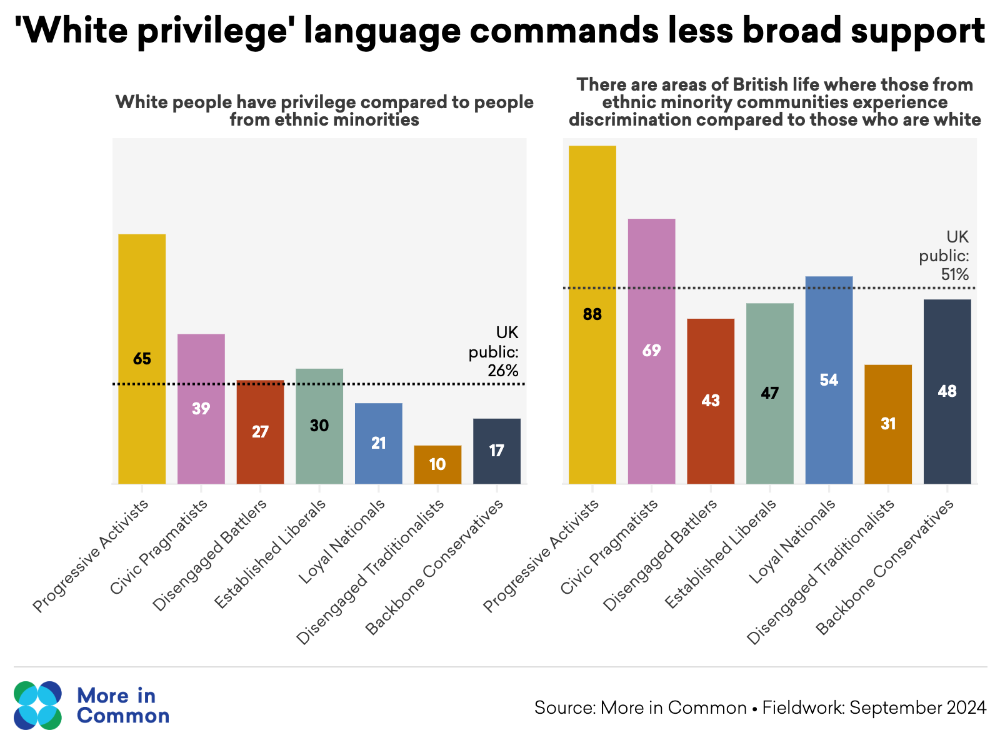 'White privilege' language commands less broad support
White people have privilege compared to people
from ethnic minorities
UK
public:
26%
65
39
27
30
21
10
17
Progressive Activists
Civic Pragmatists
Disengaged Battlers
Established Liberals
Loyal Nationals
Disengaged Traditionalists
Backbone Conservatives
There are areas of British life where those from
ethnic minority communities experience
discrimination compared to those who are white
UK
public:
51%
88
69
43
47
54
31
48
Progressive Activists
Civic Pragmatists
Disengaged Battlers
Established Liberals
Loyal Nationals
Disengaged Traditionalists
Backbone Conservatives
More in
Common
Source: More in Common • Fieldwork: September 2024